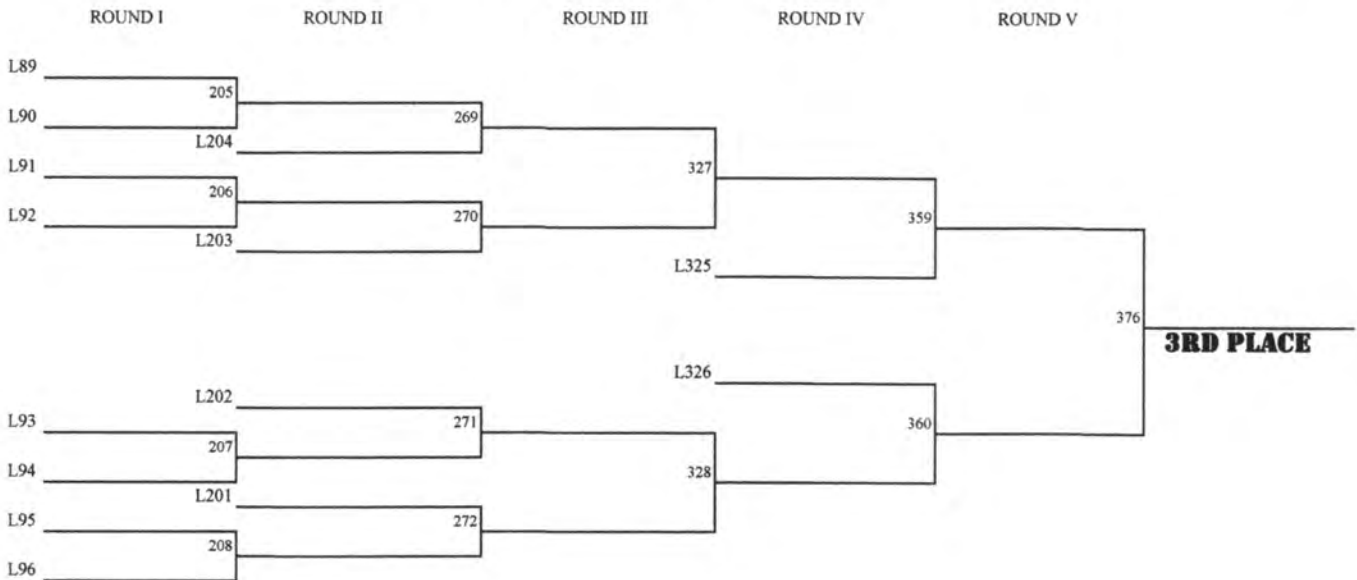 ROUND I ROUND II ROUND III ROUND IV ROUND V
L89
205
L90
269
L204
L91
327
206
L92
270
359
L203
L325
376
3RD PLACE
L326
L202
L93
271
360
207
L94
328
L201
L95
272
208
L96